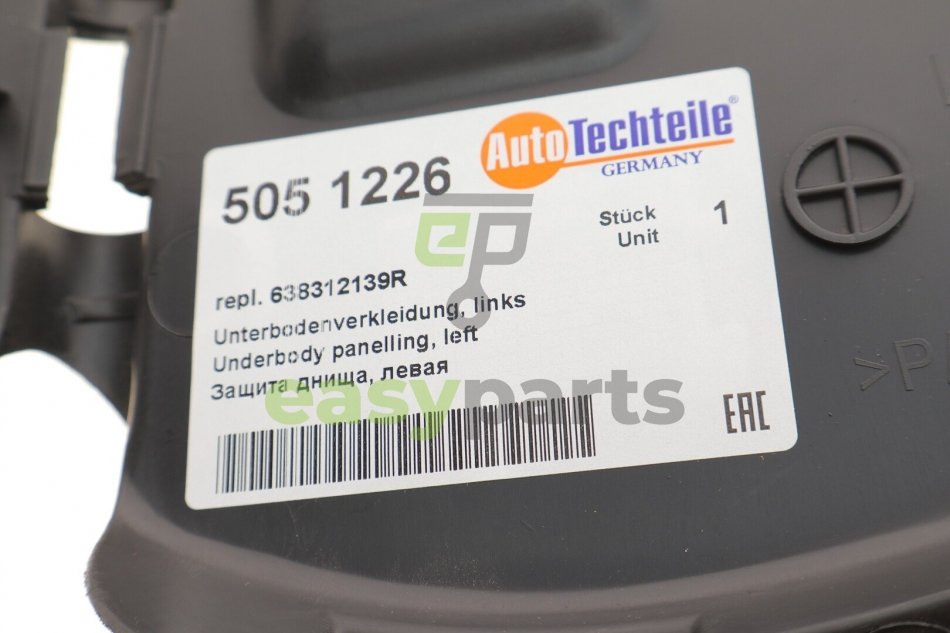 AutoTechteile®
GERMANY
505 1226
Stück 1
Unit
ep
repl. 638312139R
Unterbodenverkleidung, links
Underbody panelling, left
Защита днища, левая
easyparts
EAC
>P